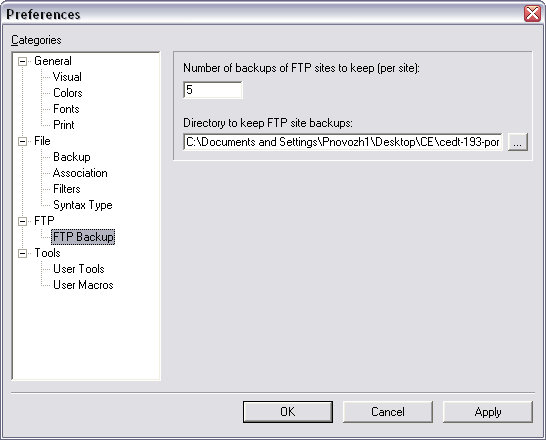 Preferences
Categories
General
Visual
Colors
Fonts
Print
File
Backup
Association
Filters
Syntax Type
FTP
FTP Backup
Tools
User Tools
User Macros
Number of backups of FTP sites to keep (per site):
5
Directory to keep FTP site backups:
C:\Documents and Settings\Pnovozh1\Desktop\CE\cedt-193-por
...
OK
Cancel
Apply